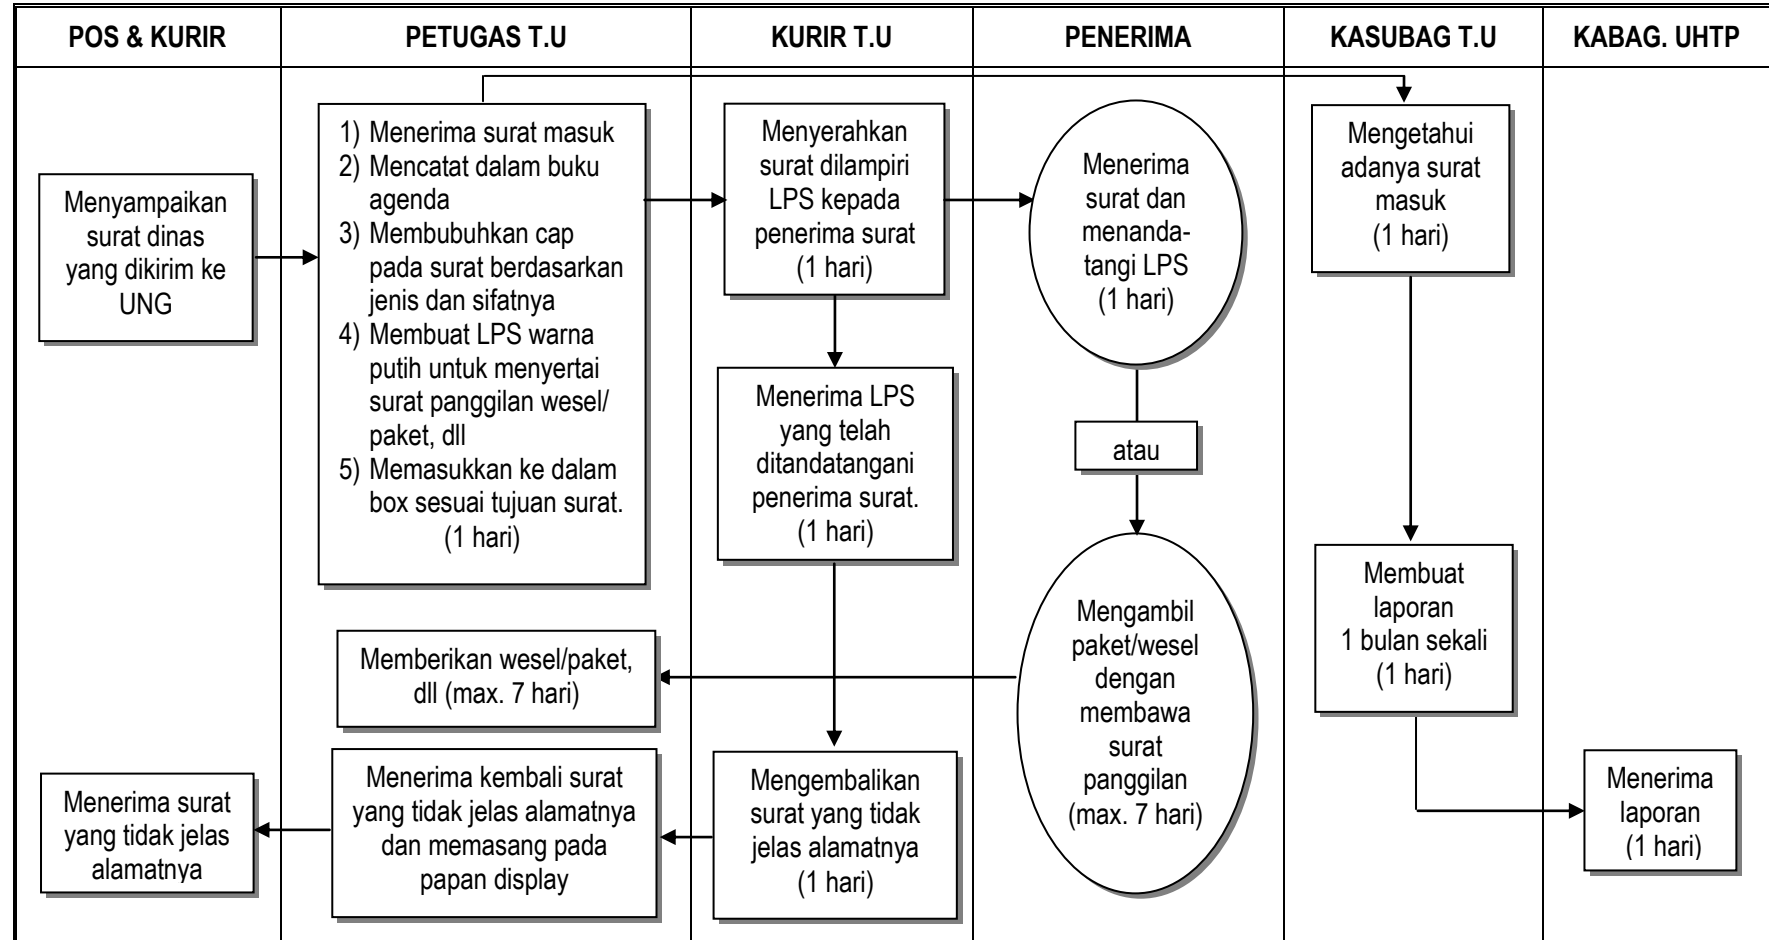 POS & KURIR
PETUGAS T.U
KURIR T.U
PENERIMA
KASUBAG T.U
KABAG. UHTP
Menyampaikan
surat dinas
yang dikirim ke
UNG
1) Menerima surat masuk
2) Mencatat dalam buku
agenda
3) Membubuhkan cap
pada surat berdasarkan
jenis dan sifatnya
4) Membuat LPS warna
putih untuk menyertai
surat panggilan wesel/
paket, dll
5) Memasukkan ke dalam
box sesuai tujuan surat.
(1 hari)
Menyerahkan
surat dilampiri
LPS kepada
penerima surat
(1 hari)
Menerima
surat dan
menanda-
tangi LPS
(1 hari)
Mengetahui
adanya surat
masuk
(1 hari)
Menerima LPS
yang telah
ditandatangani
penerima surat.
(1 hari)
atau
Membuat
laporan
1 bulan sekali
(1 hari)
Memberikan wesel/paket,
dll (max. 7 hari)
Mengambil
paket/wesel
dengan
membawa
surat
panggilan
(max. 7 hari)
Menerima surat
yang tidak jelas
alamatnya
Menerima kembali surat
yang tidak jelas alamatnya
dan memasang pada
papan display
Mengembalikan
surat yang tidak
jelas alamatnya
(1 hari)
Menerima
laporan
(1 hari)